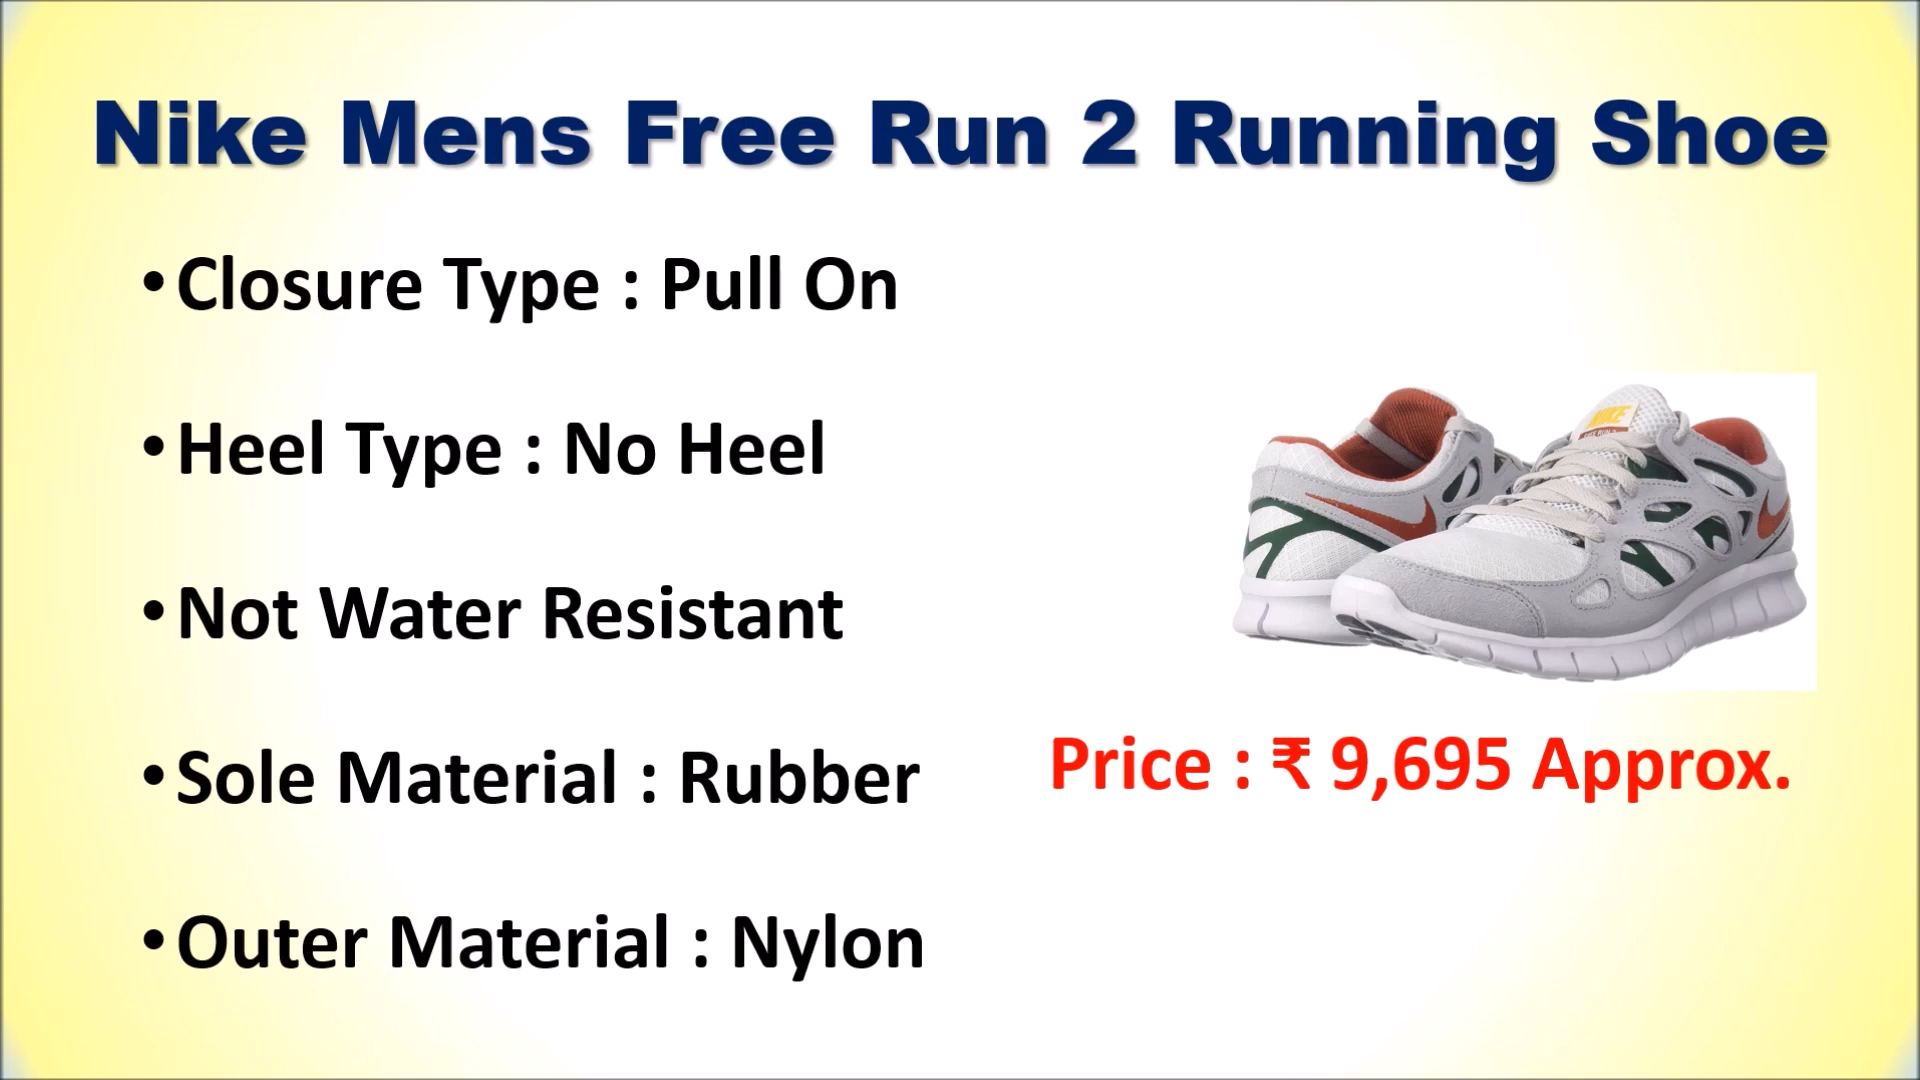 Nike Mens Free Run 2 Running Shoe
•Closure Type : Pull On
•Heel Type : No Heel
•Not Water Resistant
•Sole Material : Rubber
•Outer Material : Nylon
NIKE
Price : ₹ 9,695 Approx.